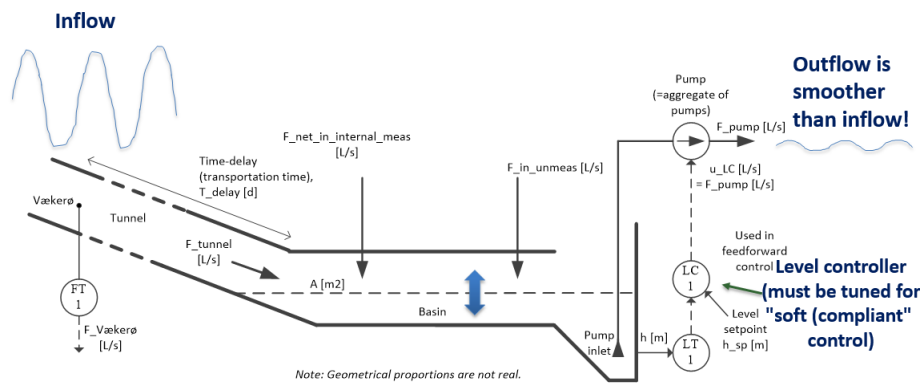 Inflow
Outflow is
smoother
than inflow!
Pump
(=aggregate of
pumps)
F_pump [L/s]
F_net_in_internal_meas
[L/s]
Time-delay
(transportation time),
T_delay [d]
F_in_unmeas [L/s]
u_LC [L/s]
= F_pump [L/s]
Vækerø
Tunnel
F_tunnel
[L/s]
A [m2]
Basin
Used in
feedforward
control
LC
1
Level controller
(must be tuned for
"soft (compliant"
control)
Level
setpoint
h_sp [m]
FT
1
F_Vækerø
[L/s]
Pump
inlet
h [m]
LT
1
Note: Geometrical proportions are not real.